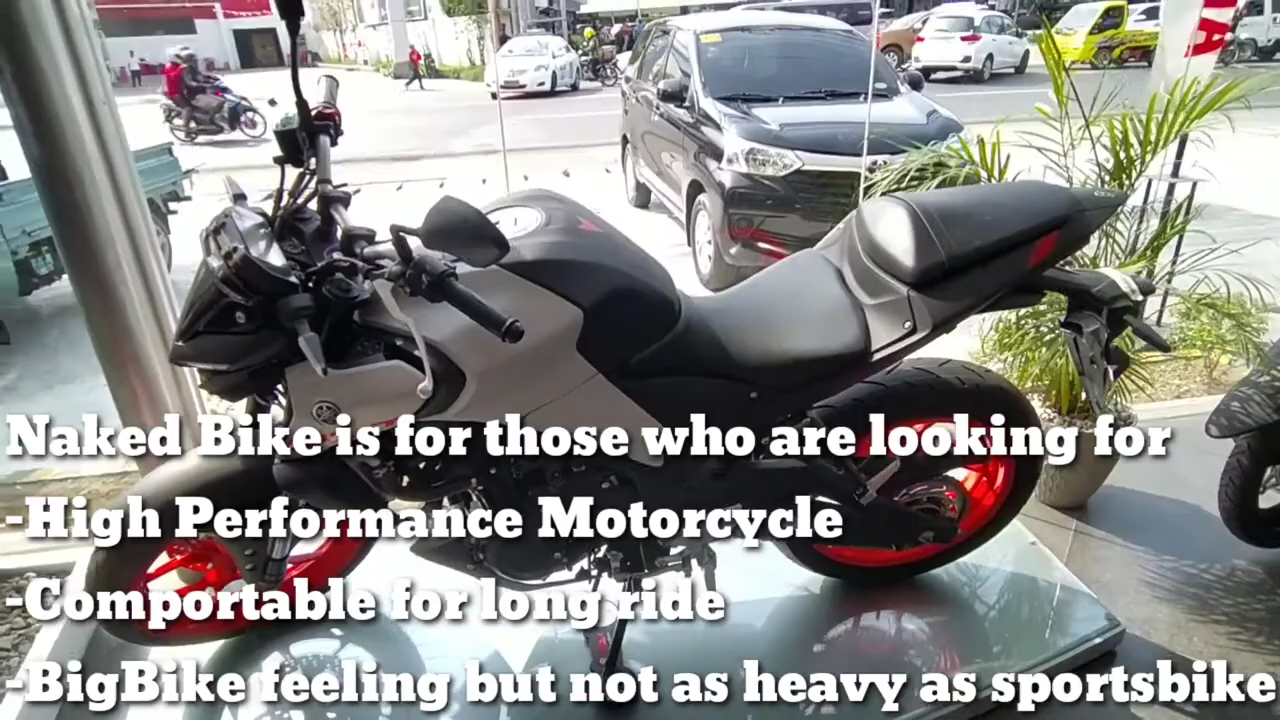 Naked Bike is for those who are looking for
-High Performance Motorcycle
-Comportable for long ride
-BigBike feeling but not as heavy as sportsbike